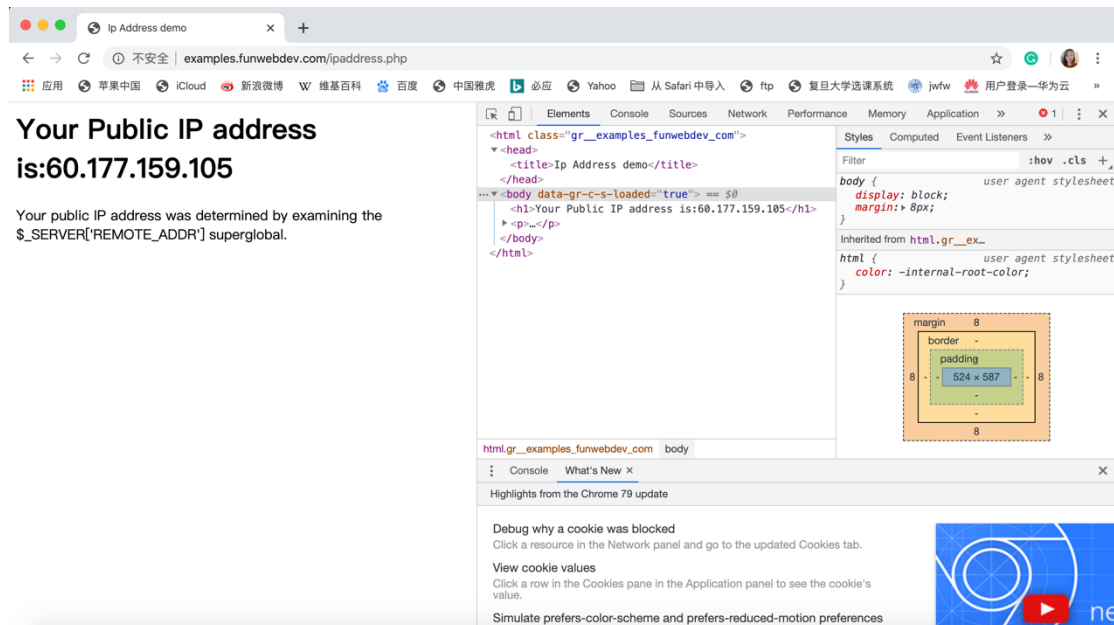 Ip Address demo
不安全 | examples.funwebdev.com/ipaddress.php
应用 苹果中国 iCloud 新浪微博 W 维基百科 百度 中国雅虎 必应 Yahoo 从 Safari 中导入 ftp 复旦大学选课系统 jwfw 用户登录—华为云 »
Your Public IP address
is:60.177.159.105
Your public IP address was determined by examining the
$_SERVER['REMOTE_ADDR'] superglobal.
Elements Console Sources Network Performance Memory Application » 1
<html class="gr__examples_funwebdev_com">
<head>
<title>Ip Address demo</title>
</head>
<body data-gr-c-s-loaded="true"> == $0
<h1>Your Public IP address is:60.177.159.105</h1>
<p>…</p>
</body>
</html>
html.gr__examples_funwebdev_com body
Styles Computed Event Listeners »
Filter :hov .cls +
body { user agent stylesheet
display: block;
margin: 8px;
}
Inherited from html.gr__ex…
html { user agent stylesheet
color: -internal-root-color;
}
margin 8
border -
padding
8 - - 524 × 587 - - 8
-
-
8
Console What's New ×
Highlights from the Chrome 79 update
Debug why a cookie was blocked
Click a resource in the Network panel and go to the updated Cookies tab.
View cookie values
Click a row in the Cookies pane in the Application panel to see the cookie's
value.
Simulate prefers-color-scheme and prefers-reduced-motion preferences
ne